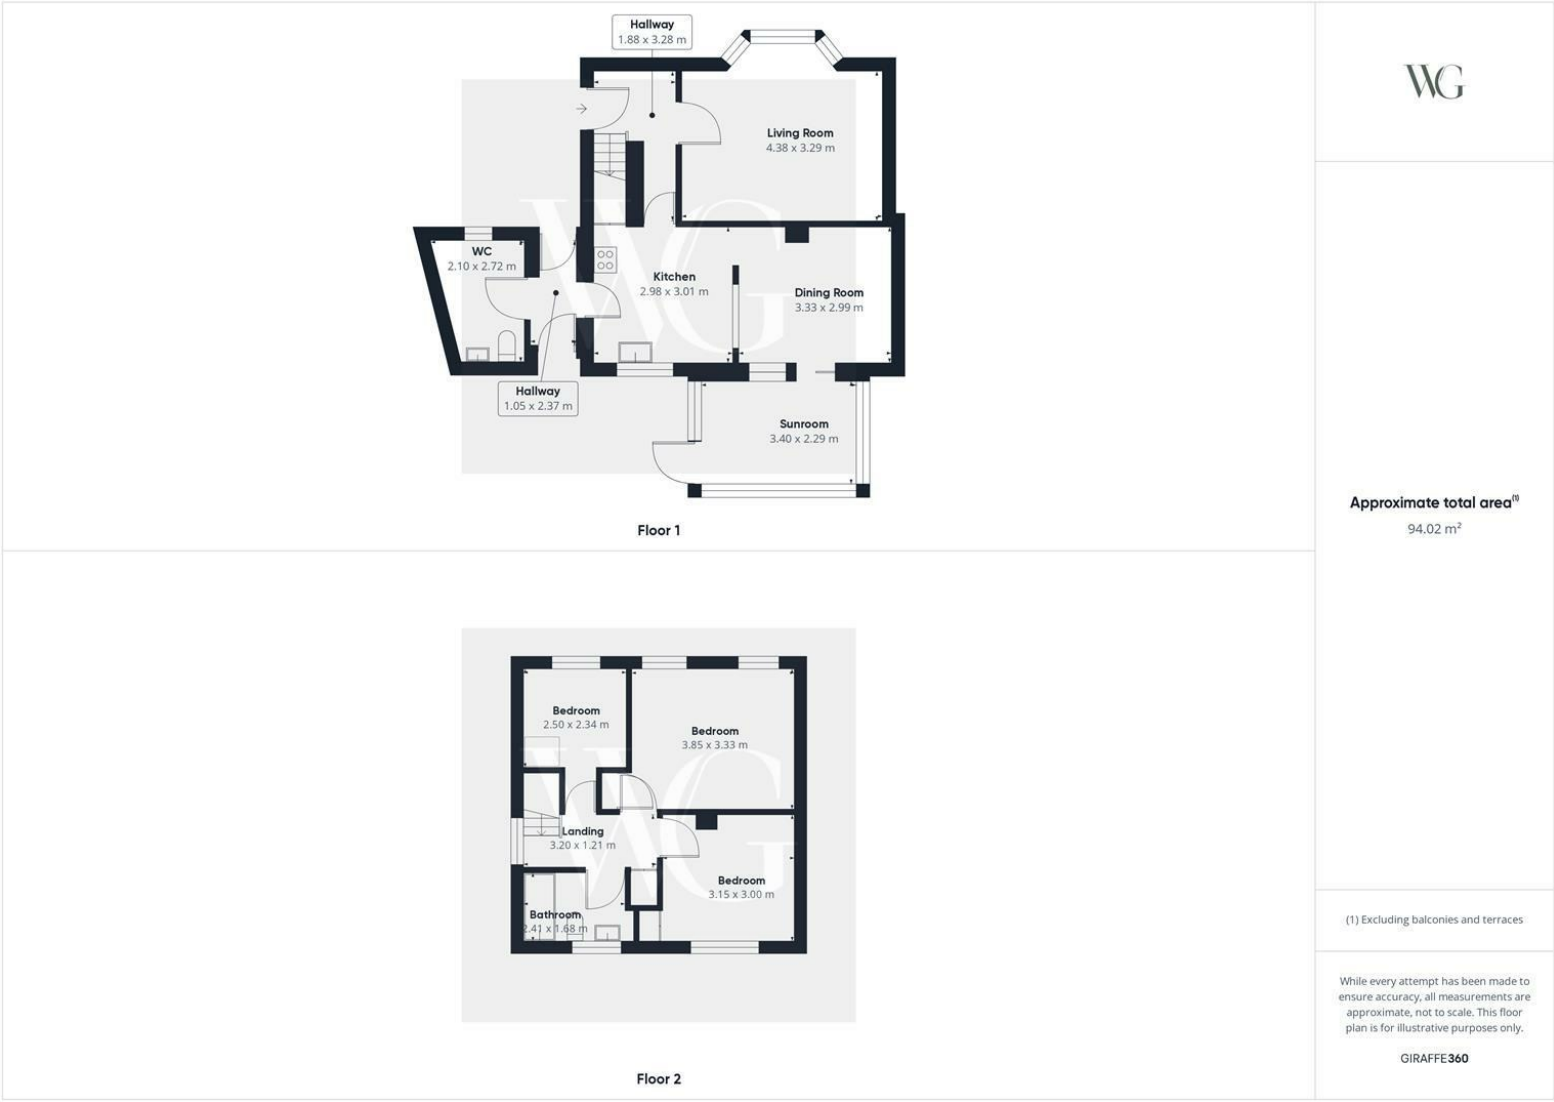 Hallway
1.88 x 3.28 m
Living Room
4.38 x 3.29 m
WC
2.10 x 2.72 m
Kitchen
2.98 x 3.01 m
Dining Room
3.33 x 2.99 m
Hallway
1.05 x 2.37 m
Sunroom
3.40 x 2.29 m
Floor 1
WG
Bedroom
2.50 x 2.34 m
Bedroom
3.85 x 3.33 m
Landing
3.20 x 1.21 m
Bedroom
3.15 x 3.00 m
Bathroom
2.41 x 1.68 m
Floor 2
WG
WG
Approximate total area(1)
94.02 m²
(1) Excluding balconies and terraces
While every attempt has been made to
ensure accuracy, all measurements are
approximate, not to scale. This floor
plan is for illustrative purposes only.
GIRAFFE360